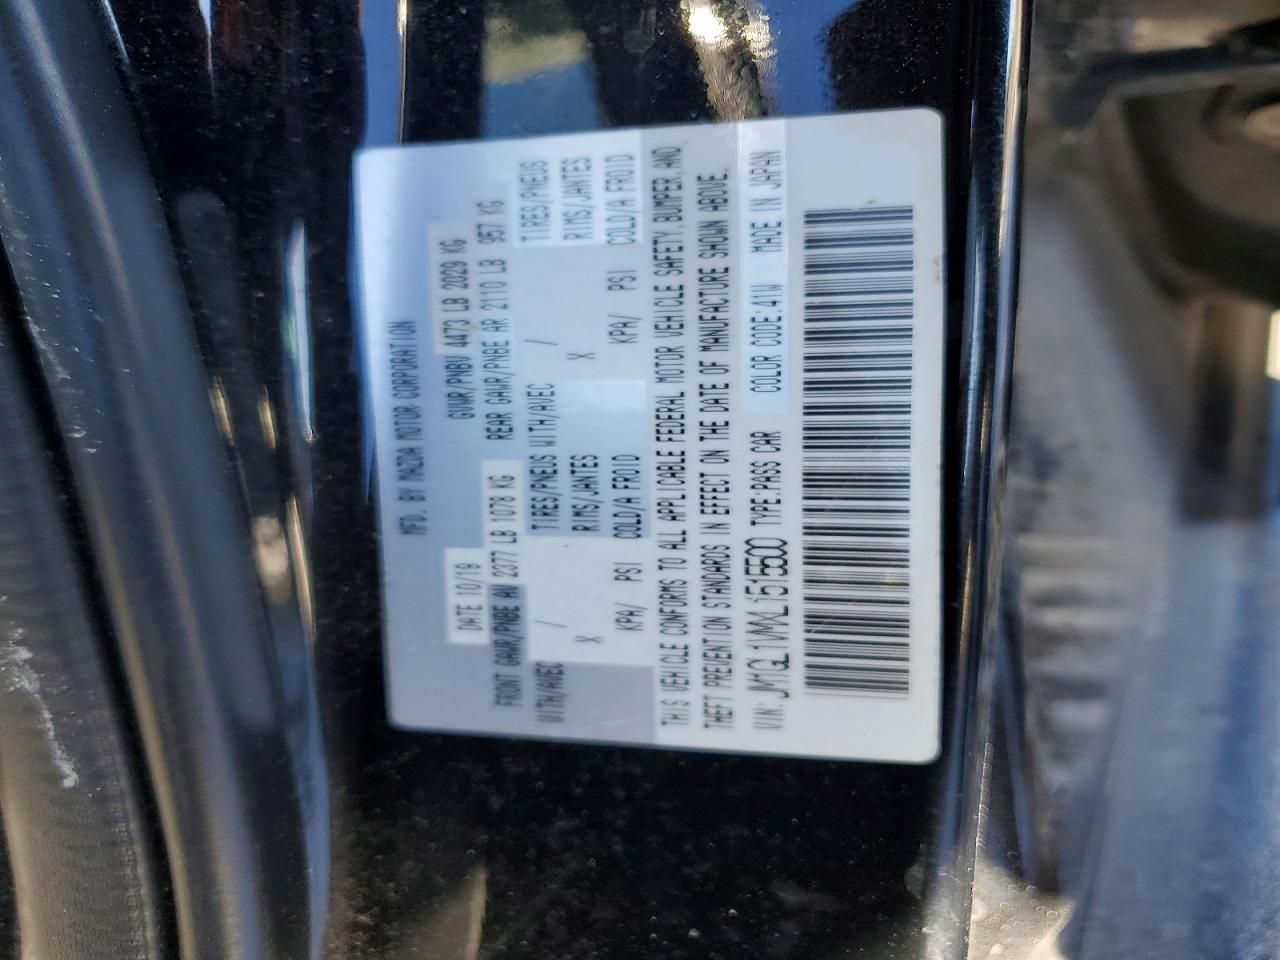 MFD. BY MAZDA MOTOR CORPORATION
DATE 10/19 GVWR/PNBV 4473 LB 2029 KG
FRONT GAWR/PNBE AV 2377 LB 1078 KG REAR GAWR/PNBE AR 2110 LB 957 KG
WITH/AVEC / TIRES/PNEUS WITH/AVEC / TIRES/PNEUS
X RIMS/JANTES X RIMS/JANTES
KPA/ PSI COLD/A FROID KPA/ PSI COLD/A FROID
THIS VEHICLE CONFORMS TO ALL APPLICABLE FEDERAL MOTOR VEHICLE SAFETY, BUMPER, AND
THEFT PREVENTION STANDARDS IN EFFECT ON THE DATE OF MANUFACTURE SHOWN ABOVE.
VIN: JM1GL1WXL1515500 TYPE:PASS CAR COLOR CODE:41W MADE IN JAPAN